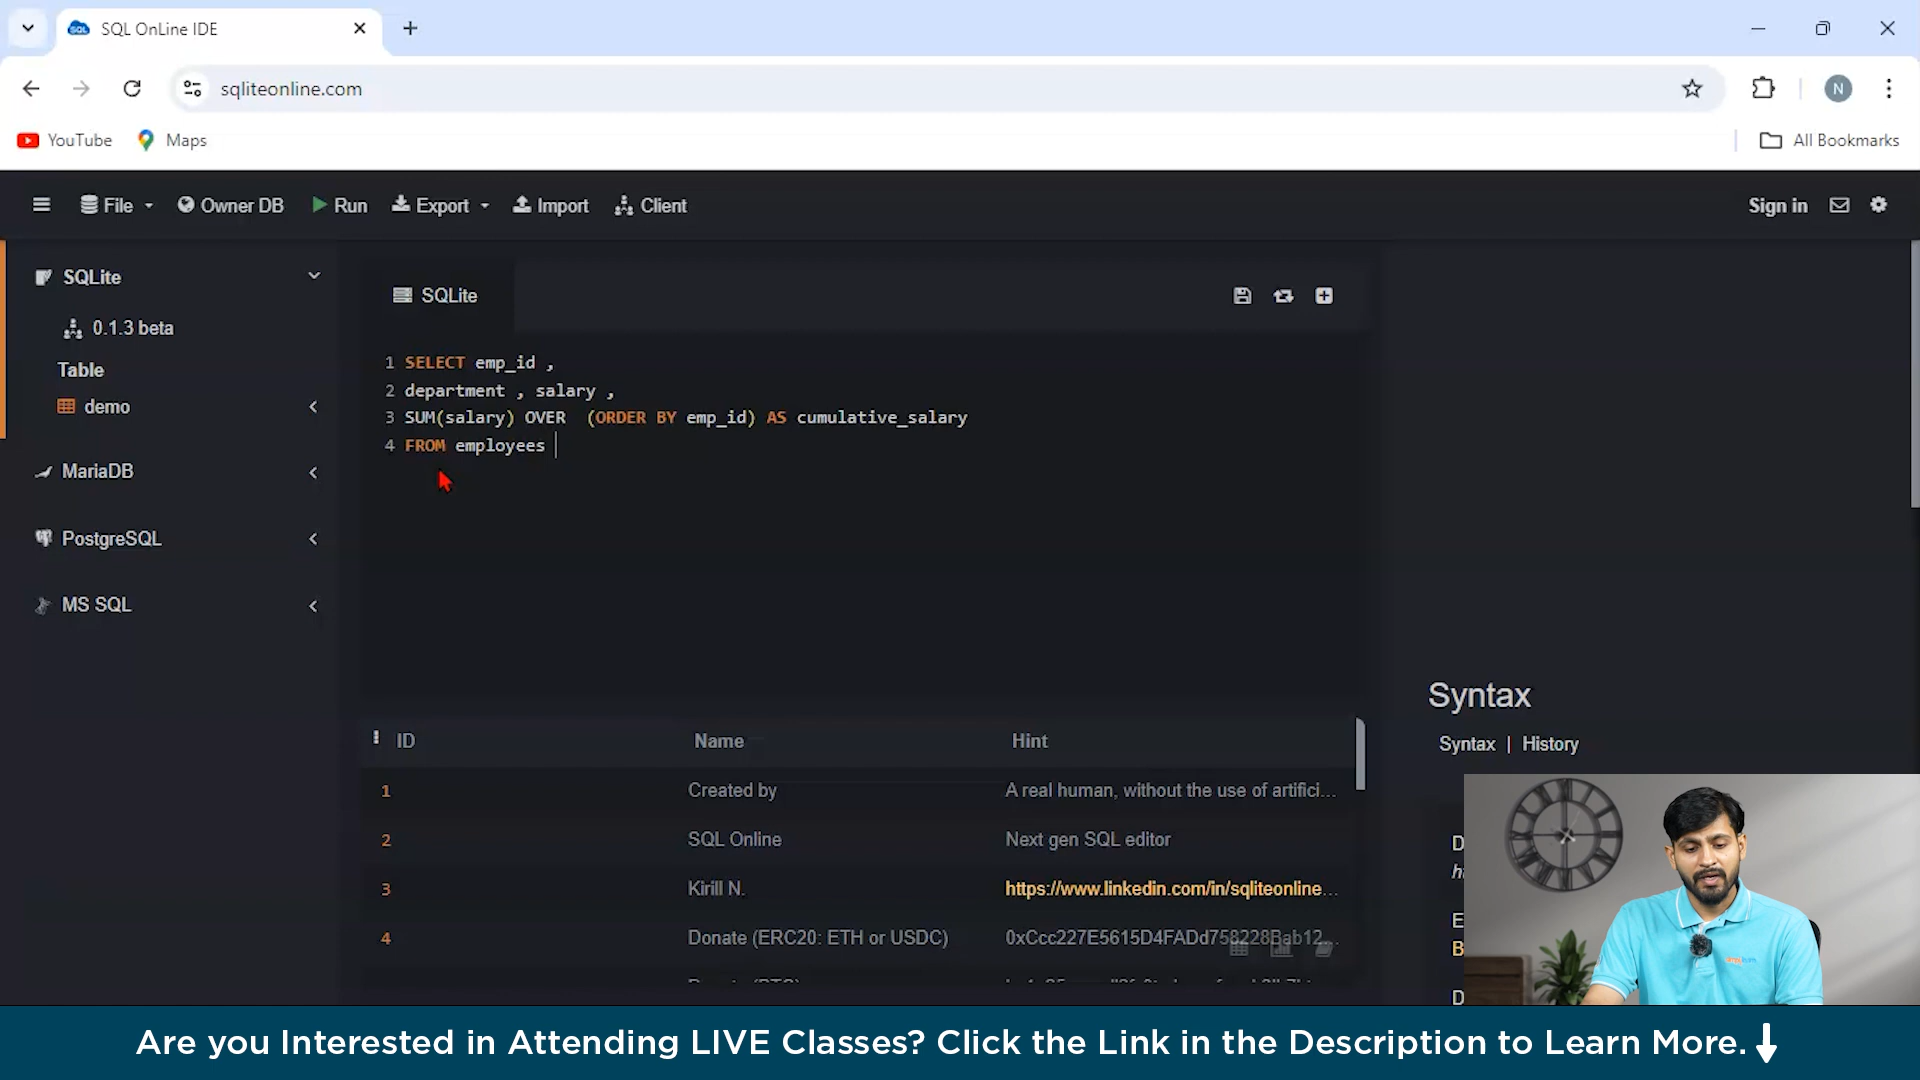 SQL OnLine IDE
sqliteonline.com
N
YouTube
Maps
All Bookmarks
File
Owner DB
Run
Export
Import
Client
Sign in
SQLite
0.1.3 beta
Table
demo
MariaDB
PostgreSQL
MS SQL
SQLite
1 SELECT emp_id ,
2 department , salary ,
3 SUM(salary) OVER (ORDER BY emp_id) AS cumulative_salary
4 FROM employees
ID Name Hint
1 Created by A real human, without the use of artifici...
2 SQL Online Next gen SQL editor
3 Kirill N. https://www.linkedin.com/in/sqliteonline...
4 Donate (ERC20: ETH or USDC) 0xCcc227E5615D4FADd758228Bab12...
Syntax
Syntax | History
Are you Interested in Attending LIVE Classes? Click the Link in the Description to Learn More.